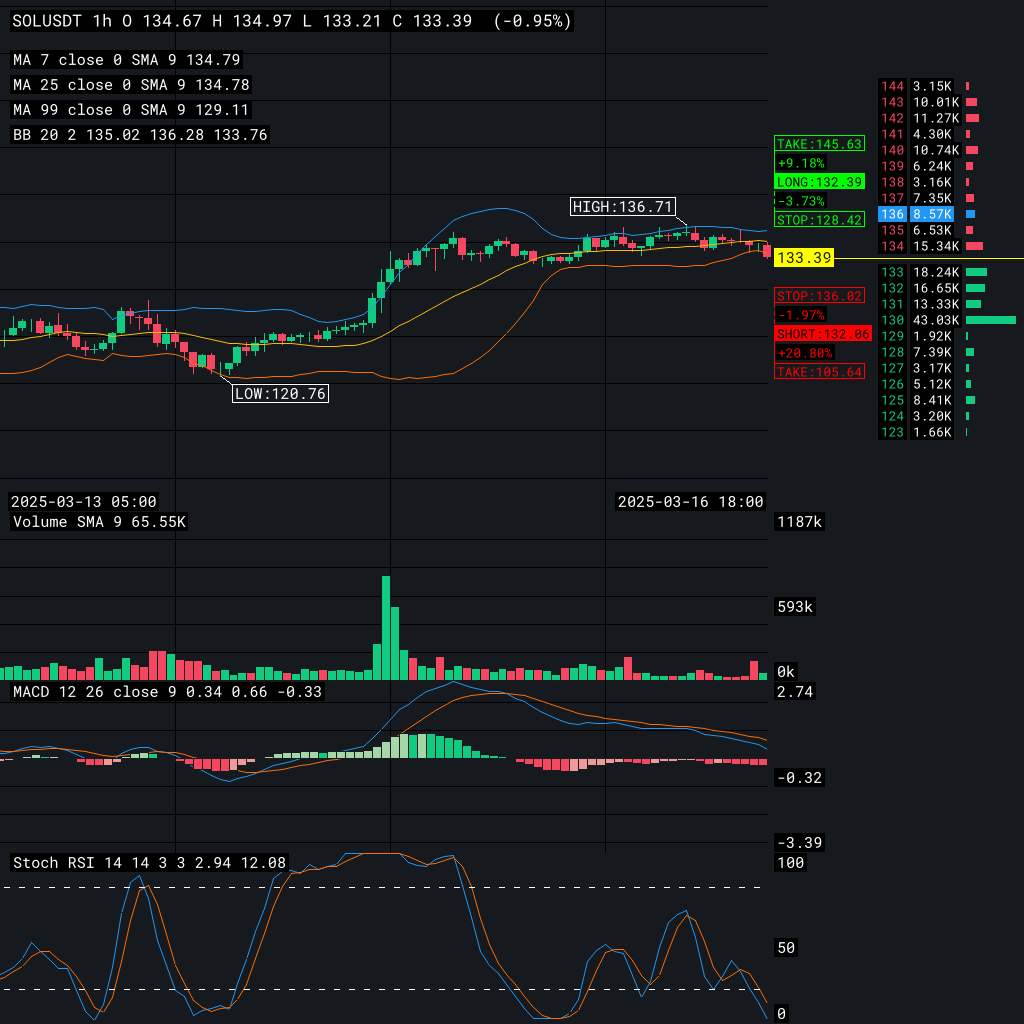 SOLUSDT 1h O 134.67 H 134.97 L 133.21 C 133.39 (-0.95%)
MA 7 close 0 SMA 9 134.79
MA 25 close 0 SMA 9 134.78
MA 99 close 0 SMA 9 129.11
BB 20 2 135.02 136.28 133.76
HIGH:136.71
LOW:120.76
TAKE:145.63
+9.18%
LONG:132.39
-3.73%
STOP:128.42
133.39
STOP:136.02
-1.97%
SHORT:132.06
+20.80%
TAKE:105.64
144 3.15K
143 10.01K
142 11.27K
141 4.30K
140 10.74K
139 6.24K
138 3.16K
137 7.35K
136 8.57K
135 6.53K
134 15.34K
133 18.24K
132 16.65K
131 13.33K
130 43.03K
129 1.92K
128 7.39K
127 3.17K
126 5.12K
125 8.41K
124 3.20K
123 1.66K
2025-03-13 05:00
2025-03-16 18:00
Volume SMA 9 65.55K
1187k
593k
0k
MACD 12 26 close 9 0.34 0.66 -0.33
2.74
-0.32
-3.39
Stoch RSI 14 14 3 3 2.94 12.08
100
50
0